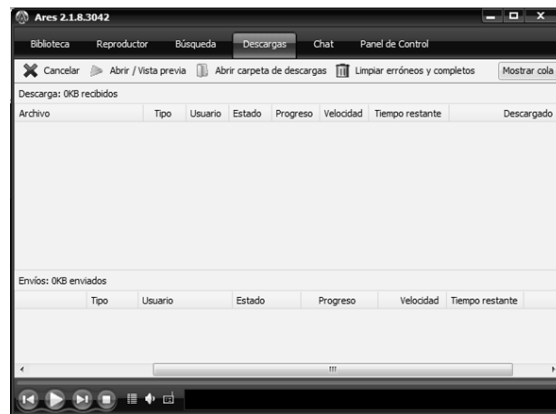 Ares 2.1.8.3042
Biblioteca Reproductor Búsqueda Descargas Chat Panel de Control
Cancelar Abrir / Vista previa Abrir carpeta de descargas Limpiar erróneos y completos Mostrar cola
Descarga: 0KB recibidos
Archivo Tipo Usuario Estado Progreso Velocidad Tiempo restante Descargado
Envíos: 0KB enviados
Tipo Usuario Estado Progreso Velocidad Tiempo restante